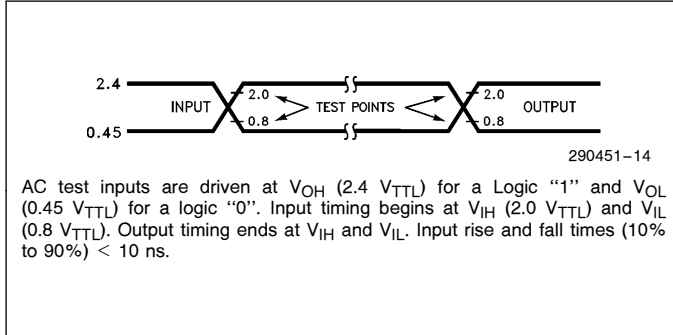 2.4
INPUT
2.0
0.8
TEST POINTS
2.0
0.8
OUTPUT
0.45
290451–14
AC test inputs are driven at VOH (2.4 VTTL) for a Logic ‘‘1’’ and VOL
(0.45 VTTL) for a logic ‘‘0’’. Input timing begins at VIH (2.0 VTTL) and VIL
(0.8 VTTL). Output timing ends at VIH and VIL. Input rise and fall times (10%
to 90%) < 10 ns.